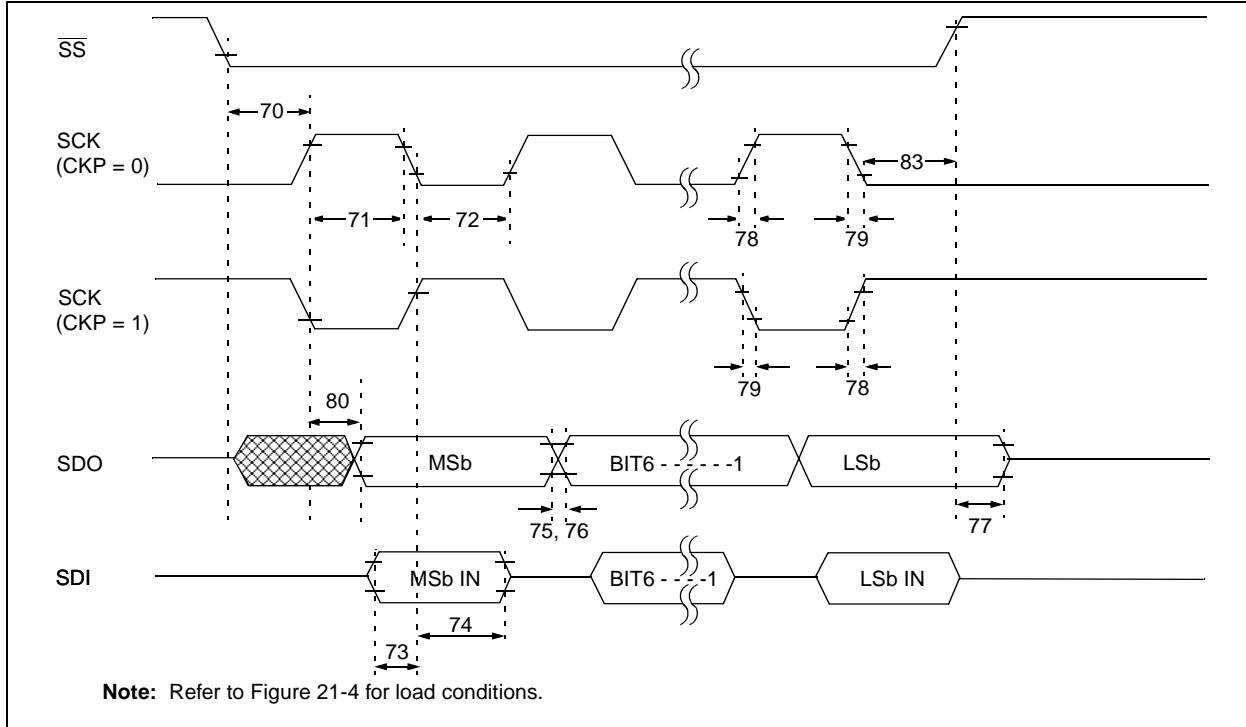 SS
70
SCK
(CKP = 0)
83
71
72
78
79
SCK
(CKP = 1)
79
78
80
SDO
MSb
BIT6 - - - - - -1
LSb
75, 76
77
SDI
MSb IN
BIT6 - - - - -1
LSb IN
74
73
Note: Refer to Figure 21-4 for load conditions.